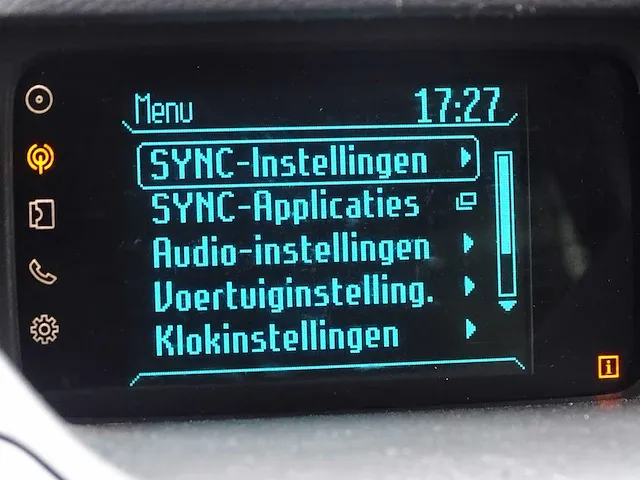 Menu 17:27
SYNC-Instellingen
SYNC-Applicaties
Audio-instellingen
Voertuiginstelling.
Klokinstellingen
i